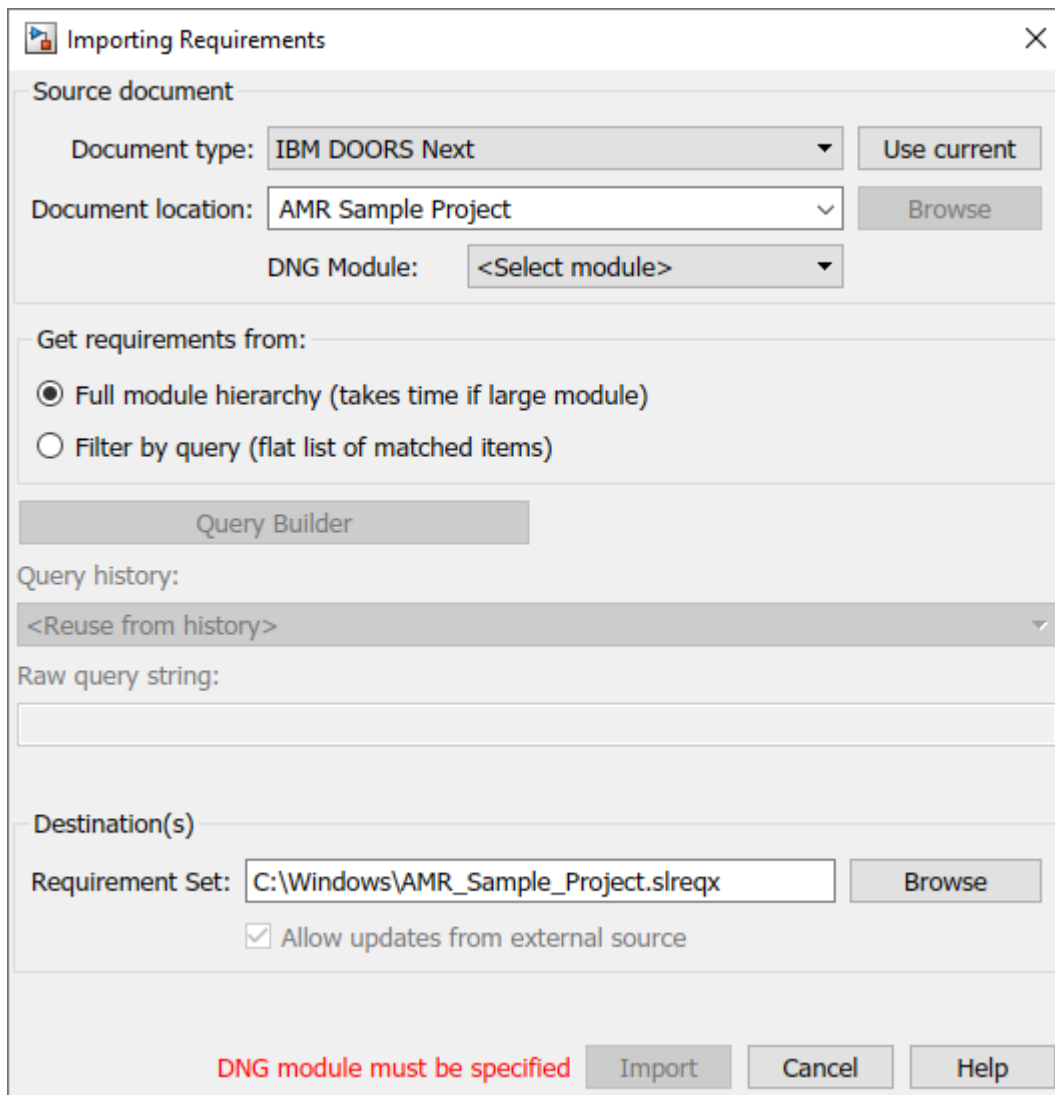 Importing Requirements
Source document
Document type: IBM DOORS Next Use current
Document location: AMR Sample Project Browse
DNG Module: <Select module>
Get requirements from:
Full module hierarchy (takes time if large module)
Filter by query (flat list of matched items)
Query Builder
Query history:
<Reuse from history>
Raw query string:
Destination(s)
Requirement Set: C:\Windows\AMR_Sample_Project.slreqx Browse
Allow updates from external source
DNG module must be specified Import Cancel Help